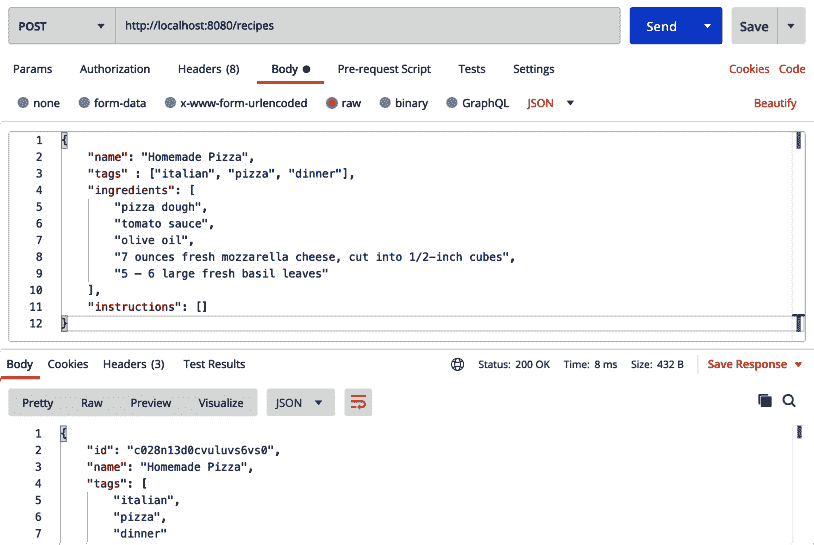 POST http://localhost:8080/recipes Send Save
Params Authorization Headers (8) Body Pre-request Script Tests Settings Cookies Code
none form-data x-www-form-urlencoded raw binary GraphQL JSON Beautify
1 {
2 "name": "Homemade Pizza",
3 "tags" : ["italian", "pizza", "dinner"],
4 "ingredients": [
5 "pizza dough",
6 "tomato sauce",
7 "olive oil",
8 "7 ounces fresh mozzarella cheese, cut into 1/2-inch cubes",
9 "5 – 6 large fresh basil leaves"
10 ],
11 "instructions": []
12 }
Body Cookies Headers (3) Test Results Status: 200 OK Time: 8 ms Size: 432 B Save Response
Pretty Raw Preview Visualize JSON
1 {
2 "id": "c028n13d0cvuluvs6vs0",
3 "name": "Homemade Pizza",
4 "tags": [
5 "italian",
6 "pizza",
7 "dinner"